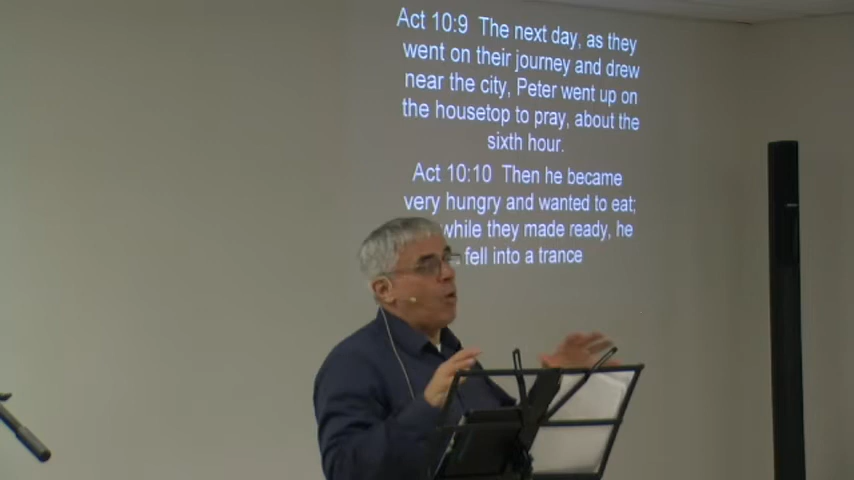 Act 10:9 The next day, as they
went on their journey and drew
near the city, Peter went up on
the housetop to pray, about the
sixth hour.
Act 10:10 Then he became
very hungry and wanted to eat;
while they made ready, he
fell into a trance